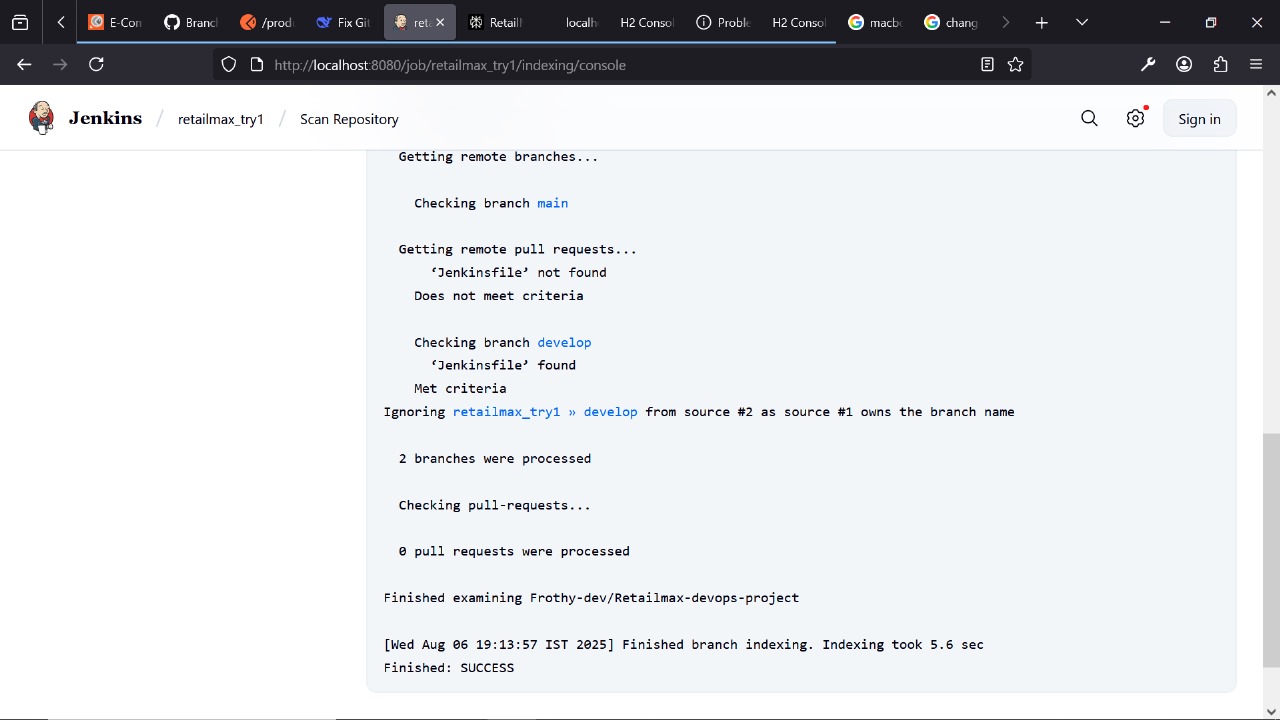 E-Con
Branc
/prod
Fix Git
reta
Retailt
localh
H2 Consol
Proble
H2 Consol
macbo
chang
http://localhost:8080/job/retailmax_try1/indexing/console
Jenkins / retailmax_try1 / Scan Repository
Sign in
Getting remote branches...
Checking branch main
Getting remote pull requests...
‘Jenkinsfile’ not found
Does not meet criteria
Checking branch develop
‘Jenkinsfile’ found
Met criteria
Ignoring retailmax_try1 » develop from source #2 as source #1 owns the branch name
2 branches were processed
Checking pull-requests...
0 pull requests were processed
Finished examining Frothy-dev/Retailmax-devops-project
[Wed Aug 06 19:13:57 IST 2025] Finished branch indexing. Indexing took 5.6 sec
Finished: SUCCESS